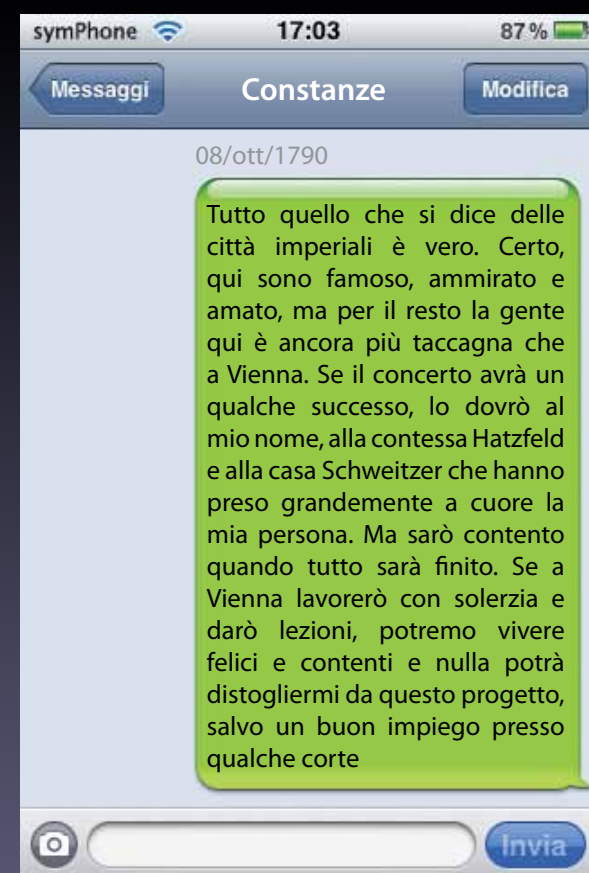 symPhone 17:03 87%
Messaggi Constanze Modifica
08/ott/1790
Tutto quello che si dice delle
città imperiali è vero. Certo,
qui sono famoso, ammirato e
amato, ma per il resto la gente
qui è ancora più taccagna che
a Vienna. Se il concerto avrà un
qualche successo, lo dovrò al
mio nome, alla contessa Hatzfeld
e alla casa Schweitzer che hanno
preso grandemente a cuore la
mia persona. Ma sarò contento
quando tutto sarà finito. Se a
Vienna lavorerò con solerzia e
darò lezioni, potremo vivere
felici e contenti e nulla potrà
distogliermi da questo progetto,
salvo un buon impiego presso
qualche corte
Invia